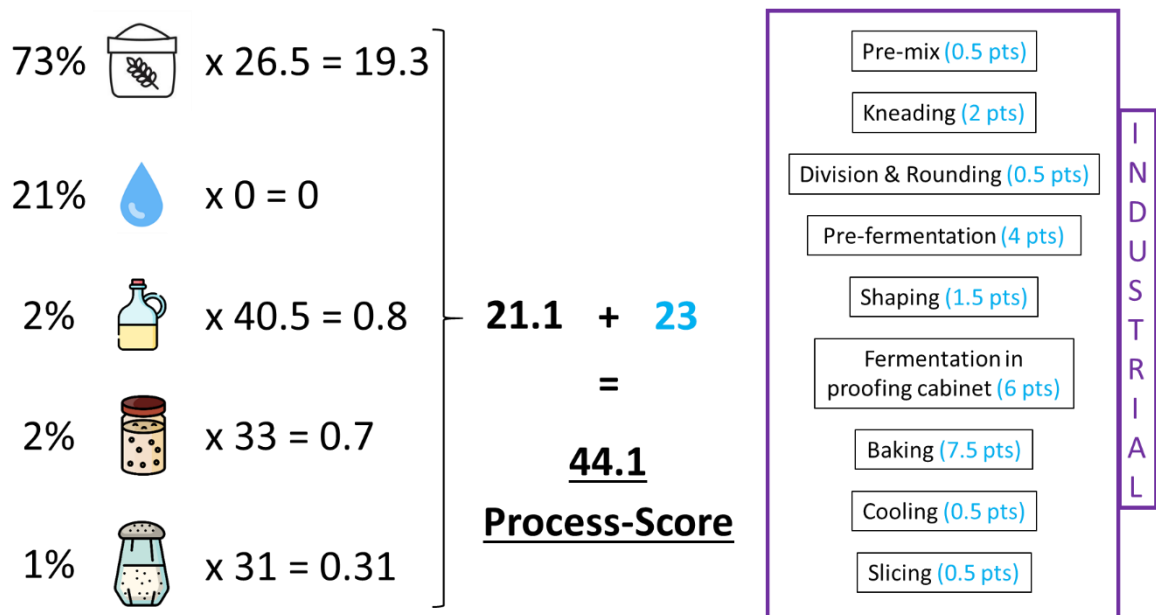 73% x 26.5 = 19.3
21% x 0 = 0
2% x 40.5 = 0.8
2% x 33 = 0.7
1% x 31 = 0.31
21.1 + 23
=
44.1
Process-Score
Pre-mix (0.5 pts)
Kneading (2 pts)
Division & Rounding (0.5 pts)
Pre-fermentation (4 pts)
Shaping (1.5 pts)
Fermentation in
proofing cabinet (6 pts)
Baking (7.5 pts)
Cooling (0.5 pts)
Slicing (0.5 pts)
INDUSTRIAL